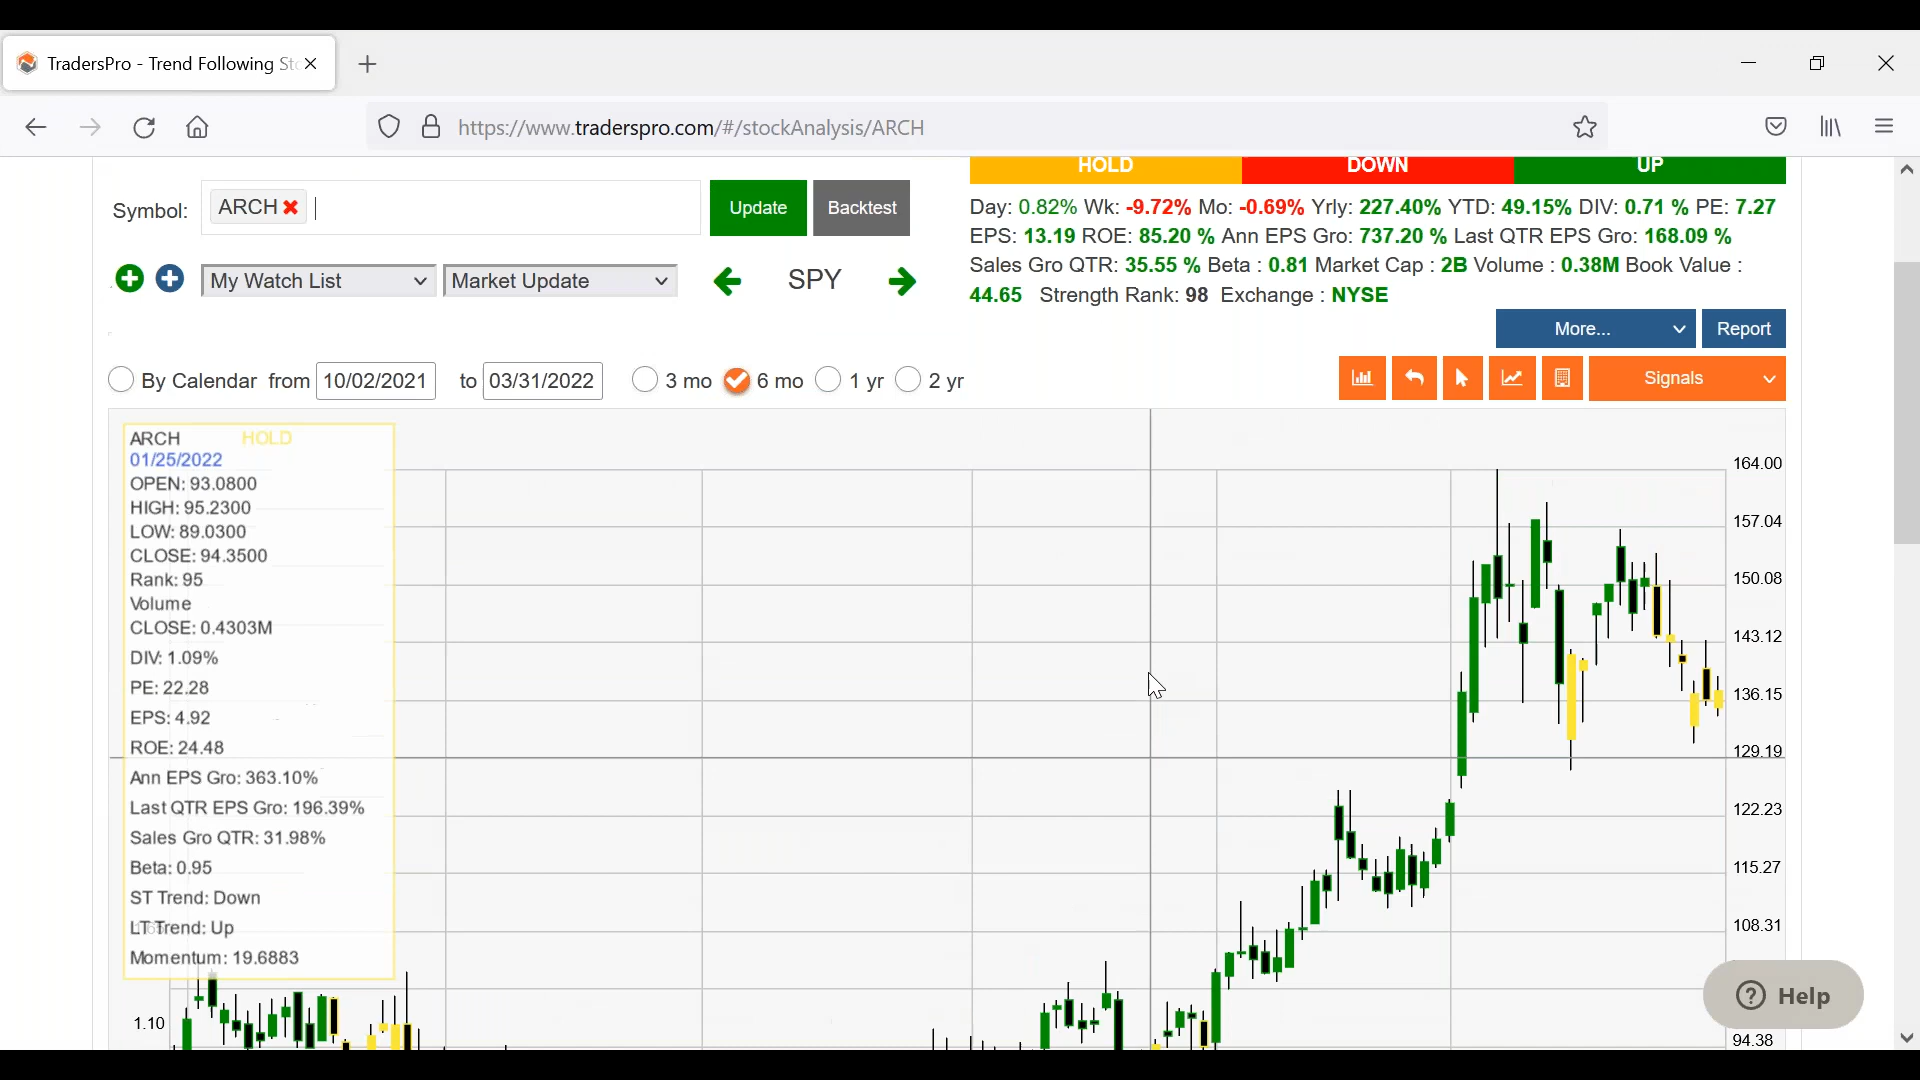 TradersPro - Trend Following Sto
https://www.traderspro.com/#/stockAnalysis/ARCH
HOLD DOWN UP
Symbol: ARCH Update Backtest
Day: 0.82% Wk: -9.72% Mo: -0.69% Yrly: 227.40% YTD: 49.15% DIV: 0.71 % PE: 7.27
EPS: 13.19 ROE: 85.20 % Ann EPS Gro: 737.20 % Last QTR EPS Gro: 168.09 %
Sales Gro QTR: 35.55 % Beta : 0.81 Market Cap : 2B Volume : 0.38M Book Value :
44.65 Strength Rank: 98 Exchange : NYSE
My Watch List Market Update SPY
More... Report
By Calendar from 10/02/2021 to 03/31/2022 3 mo 6 mo 1 yr 2 yr
Signals
ARCH HOLD
01/25/2022
OPEN: 93.0800
HIGH: 95.2300
LOW: 89.0300
CLOSE: 94.3500
Rank: 95
Volume
CLOSE: 0.4303M
DIV: 1.09%
PE: 22.28
EPS: 4.92
ROE: 24.48
Ann EPS Gro: 363.10%
Last QTR EPS Gro: 196.39%
Sales Gro QTR: 31.98%
Beta: 0.95
ST Trend: Down
LT Trend: Up
Momentum: 19.6883
1.10
164.00
157.04
150.08
143.12
136.15
129.19
122.23
115.27
108.31
Help
94.38